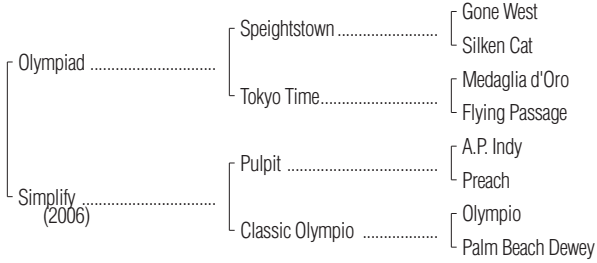 Gone West
Speightstown
Silken Cat
Olympiad
Medaglia d'Oro
Tokyo Time
Flying Passage
A.P. Indy
Pulpit
Preach
Simplify
(2006)
Olympio
Classic Olympio
Palm Beach Dewey